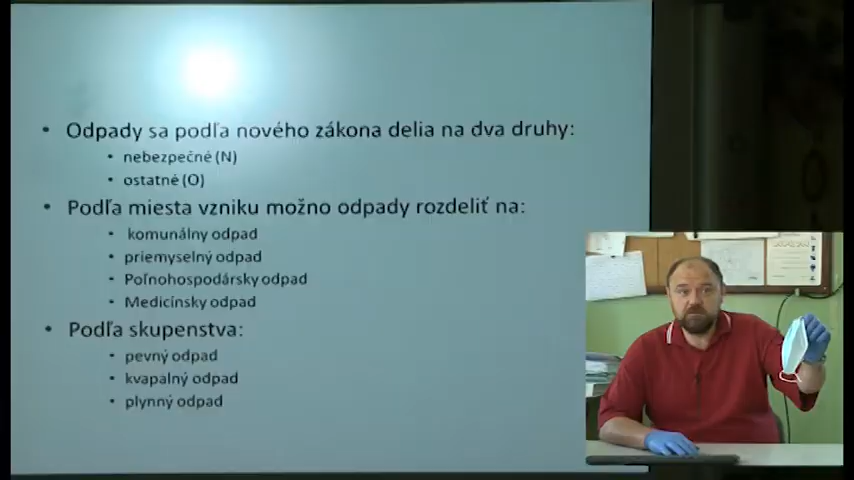 • Odpady sa podľa nového zákona delia na dva druhy:
• nebezpečné (N)
• ostatné (O)
• Podľa miesta vzniku možno odpady rozdeliť na:
• komunálny odpad
• priemyselný odpad
• Poľnohospodársky odpad
• Medicínsky odpad
• Podľa skupenstva:
• pevný odpad
• kvapalný odpad
• plynný odpad